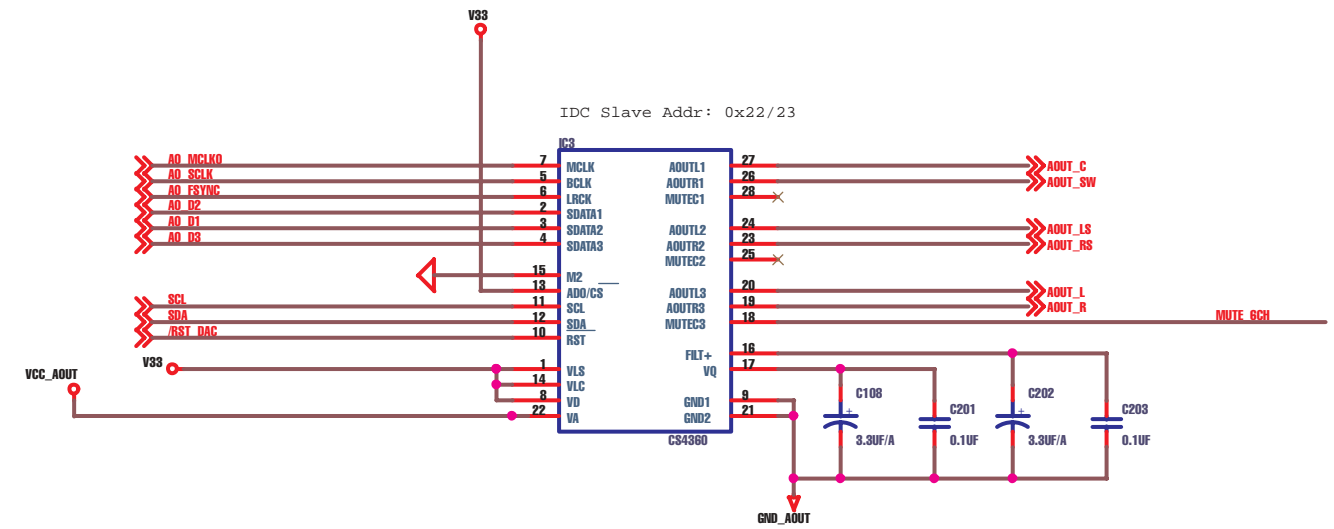 V33
IDC Slave Addr: 0x22/23
IC3
AO_MCLKO 7 MCLK AOUTL1 27 AOUT_C
AO_SCLK 5 BCLK AOUTR1 26 AOUT_SW
AO_FSYNC 6 LRCK MUTEC1 28
AO_D2 2 SDATA1
AO_D1 3 SDATA2 AOUTL2 24 AOUT_LS
AO_D3 4 SDATA3 AOUTR2 23 AOUT_RS
MUTEC2 25
15 M2
13 ADO/CS AOUTL3 20 AOUT_L
SCL 11 SCL AOUTR3 19 AOUT_R
SDA 12 SDA MUTEC3 18 MUTE_6CH
/RST_DAC 10 RST
FILT+ 16
V33 1 VLS VQ 17
VCC_AOUT 14 VLC
8 VD GND1 9
22 VA GND2 21
C108 C201 C202 C203
3.3UF/A 0.1UF 3.3UF/A 0.1UF
+ +
CS4360
GND_AOUT